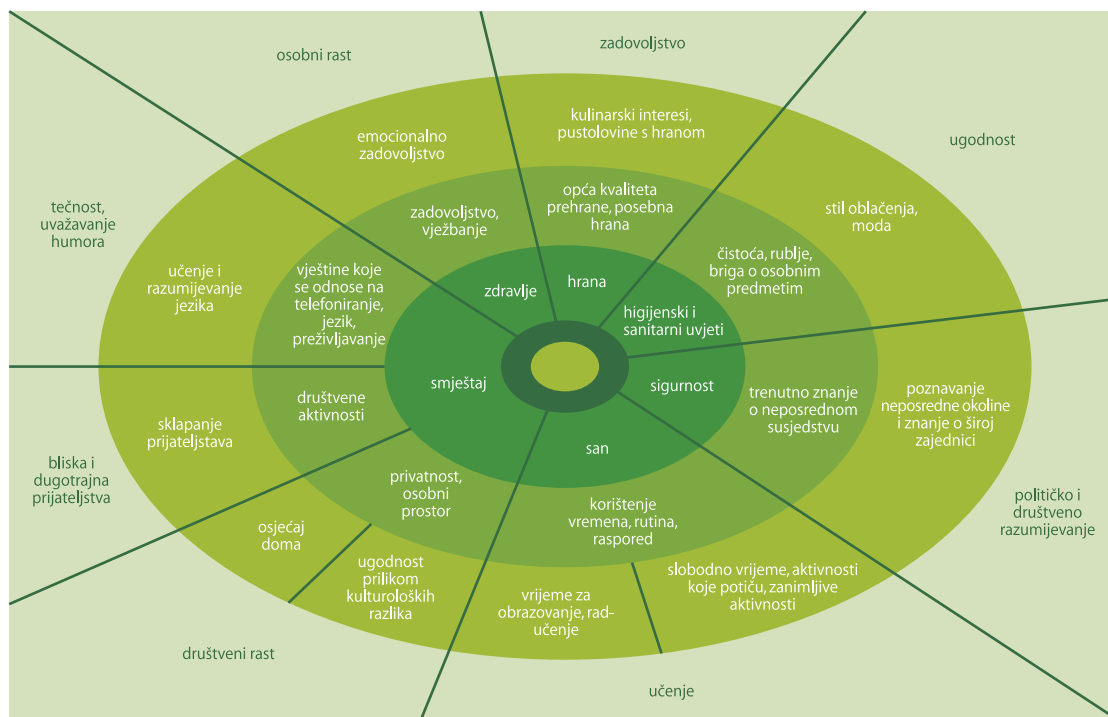 osobni rast
zadovoljstvo
ugodnost
kulinarski interesi,
pustolovine s hranom
emocionalno
zadovoljstvo
tečnost,
uvažavanje
humora
opća kvaliteta
prehrane, posebna
hrana
stil oblačenja,
moda
zadovoljstvo,
vježbanje
čistoća, rublje,
briga o osobnim
predmetim
učenje i
razumijevanje
jezika
vještine koje
se odnose na
telefoniranje,
jezik,
preživljavanje
zdravlje
hrana
higijenski i
sanitarni uvjeti
smještaj
sigurnost
san
društvene
aktivnosti
trenutno znanje
o neposrednom
susjedstvu
poznavanje
neposredne okoline
i znanje o široj
zajednici
sklapanje
prijateljstava
bliska i
dugotrajna
prijateljstva
privatnost,
osobni
prostor
korištenje
vremena, rutina,
raspored
političko i
društveno
razumijevanje
osjećaj
doma
ugodnost
prilikom
kulturoloških
razlika
vrijeme za
obrazovanje, rad-
učenje
slobodno vrijeme, aktivnosti
koje potiču, zanimljive
aktivnosti
društveni rast
učenje